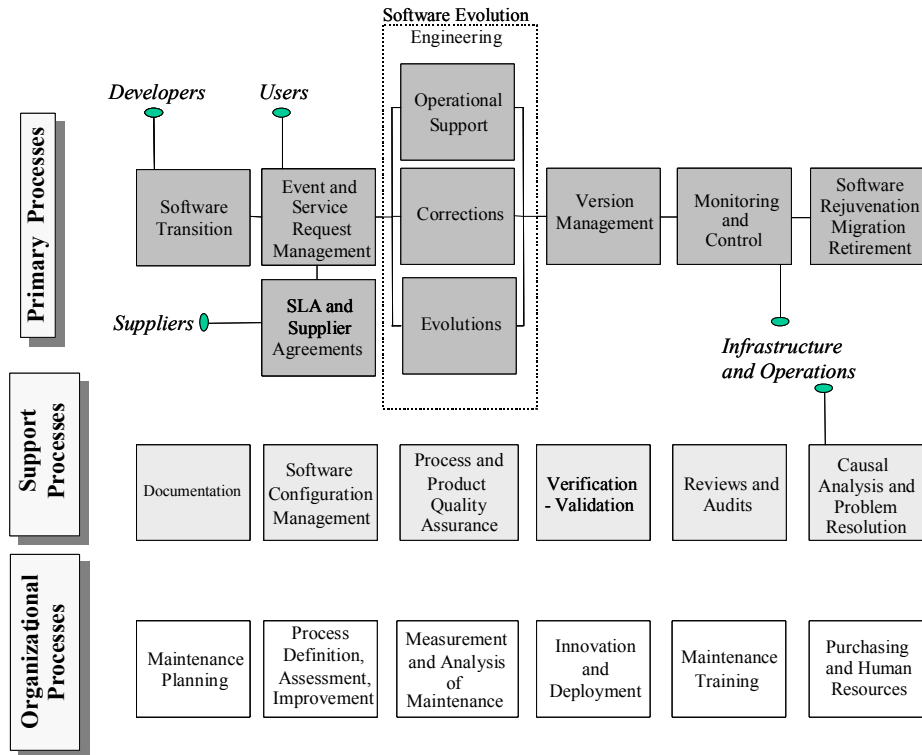 Software Evolution
Engineering
Developers
Users
Operational
Support
Primary Processes
Software
Transition
Event and
Service
Request
Management
Corrections
Version
Management
Monitoring
and
Control
Software
Rejuvenation
Migration
Retirement
Suppliers
SLA and
Supplier
Agreements
Evolutions
Infrastructure
and Operations
Support
Processes
Documentation
Software
Configuration
Management
Process and
Product
Quality
Assurance
Verification
- Validation
Reviews and
Audits
Causal
Analysis and
Problem
Resolution
Organizational
Processes
Maintenance
Planning
Process
Definition,
Assessment,
Improvement
Measurement
and Analysis
of
Maintenance
Innovation
and
Deployment
Maintenance
Training
Purchasing
and Human
Resources